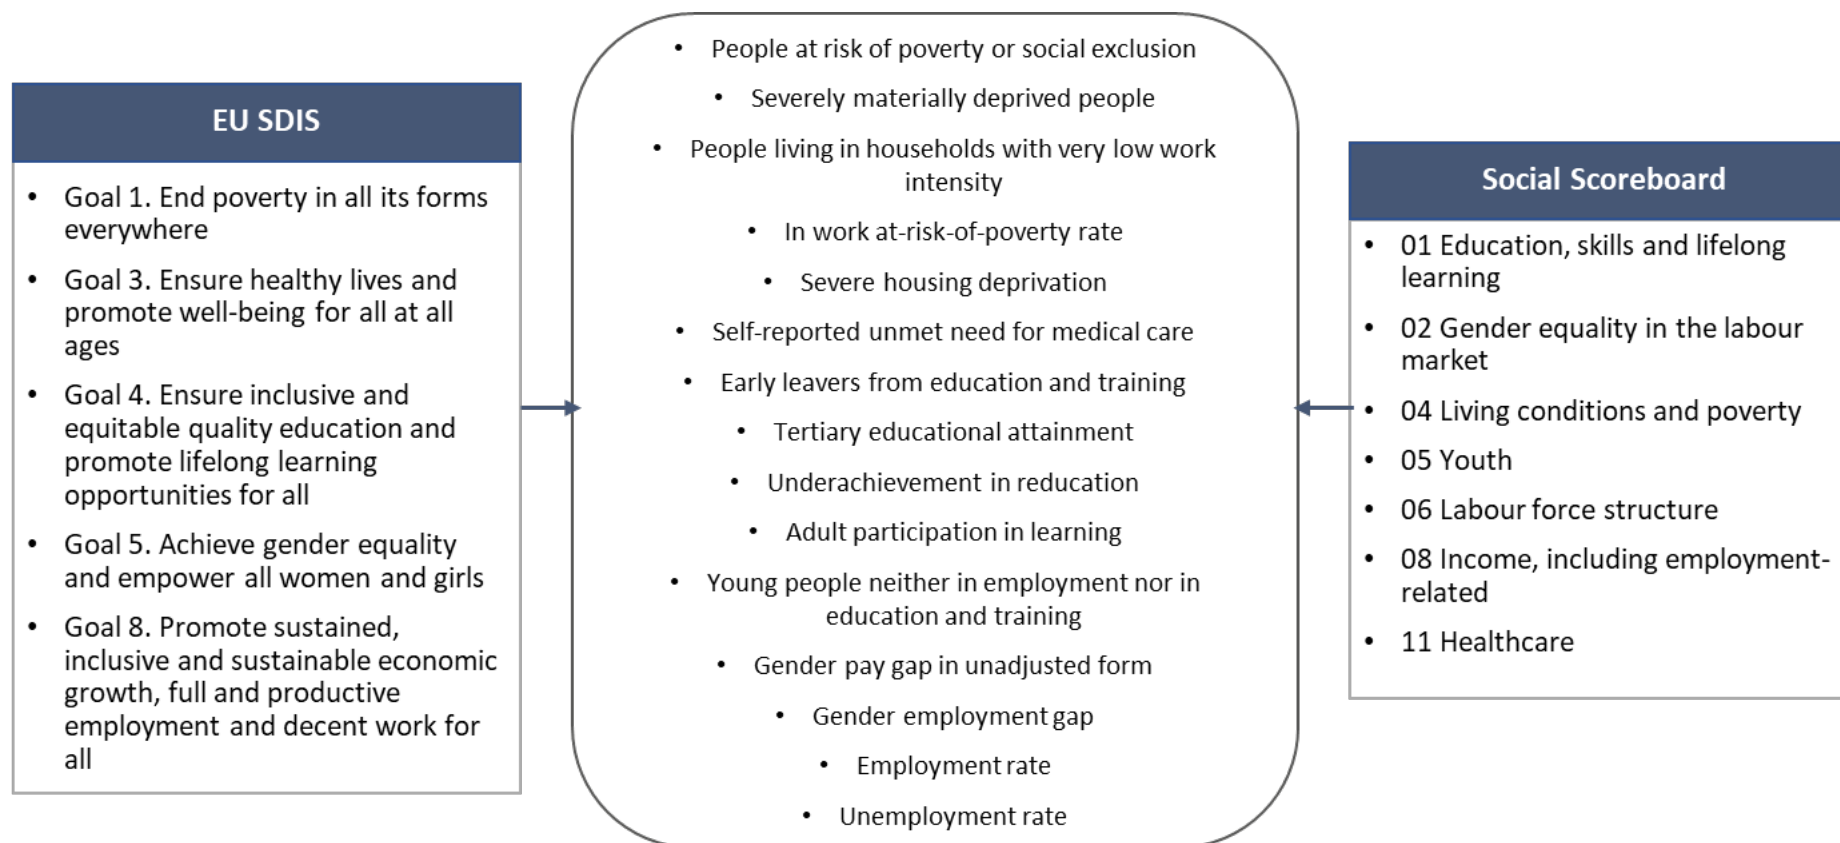 EU SDIS
• Goal 1. End poverty in all its forms
everywhere
• Goal 3. Ensure healthy lives and
promote well-being for all at all
ages
• Goal 4. Ensure inclusive and
equitable quality education and
promote lifelong learning
opportunities for all
• Goal 5. Achieve gender equality
and empower all women and girls
• Goal 8. Promote sustained,
inclusive and sustainable economic
growth, full and productive
employment and decent work for
all
• People at risk of poverty or social exclusion
• Severely materially deprived people
• People living in households with very low work
intensity
• In work at-risk-of-poverty rate
• Severe housing deprivation
• Self-reported unmet need for medical care
• Early leavers from education and training
• Tertiary educational attainment
• Underachievement in reducation
• Adult participation in learning
• Young people neither in employment nor in
education and training
• Gender pay gap in unadjusted form
• Gender employment gap
• Employment rate
• Unemployment rate
Social Scoreboard
• 01 Education, skills and lifelong
learning
• 02 Gender equality in the labour
market
• 04 Living conditions and poverty
• 05 Youth
• 06 Labour force structure
• 08 Income, including employment-
related
• 11 Healthcare